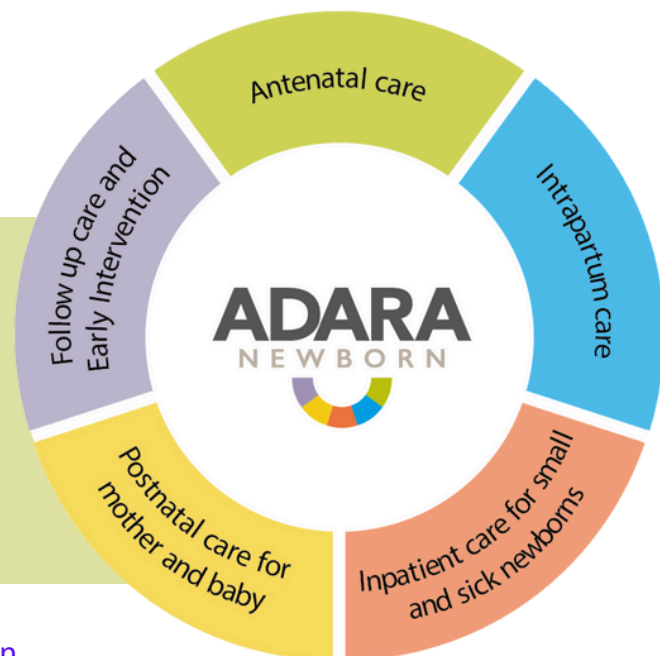 Antenatal care
Intrapartum care
Inpatient care for small
and sick newborns
Postnatal care for
mother and baby
Follow up care and
Early Intervention
ADARA
NEWBORN
n